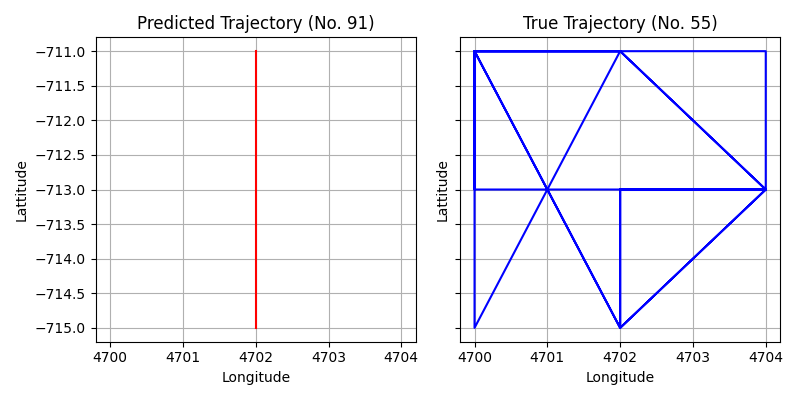 Predicted Trajectory (No. 91)
True Trajectory (No. 55)
−711.0
−711.5
−712.0
−712.5
−713.0
−713.5
−714.0
−714.5
−715.0
Lattitude
Lattitude
4700 4701 4702 4703 4704
4700 4701 4702 4703 4704
Longitude
Longitude